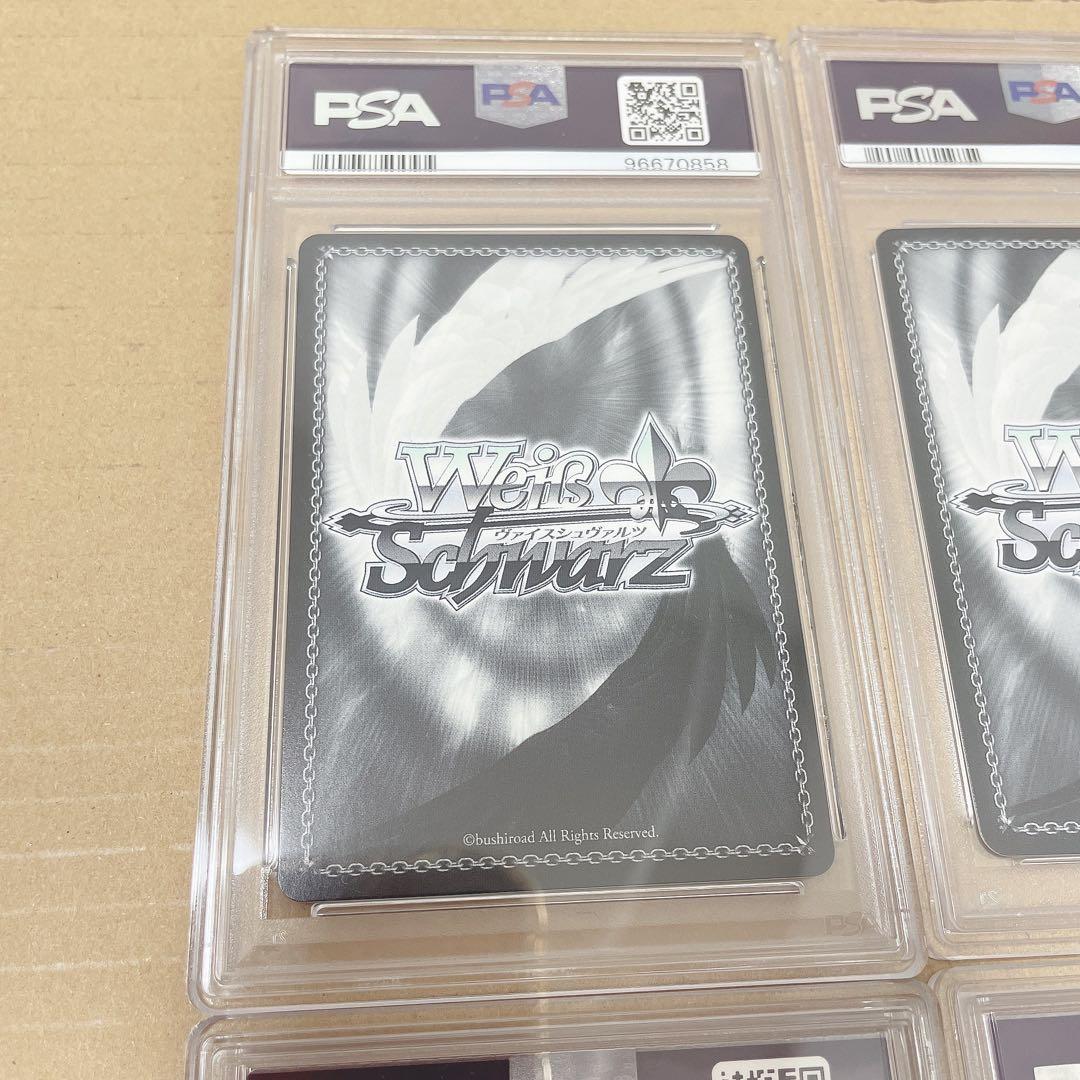 PSA PSA
96670858
PSA PSA
Weiß
ヴァイスシュヴァルツ
Schwarz
©bushiroad All Rights Reserved.
PSA